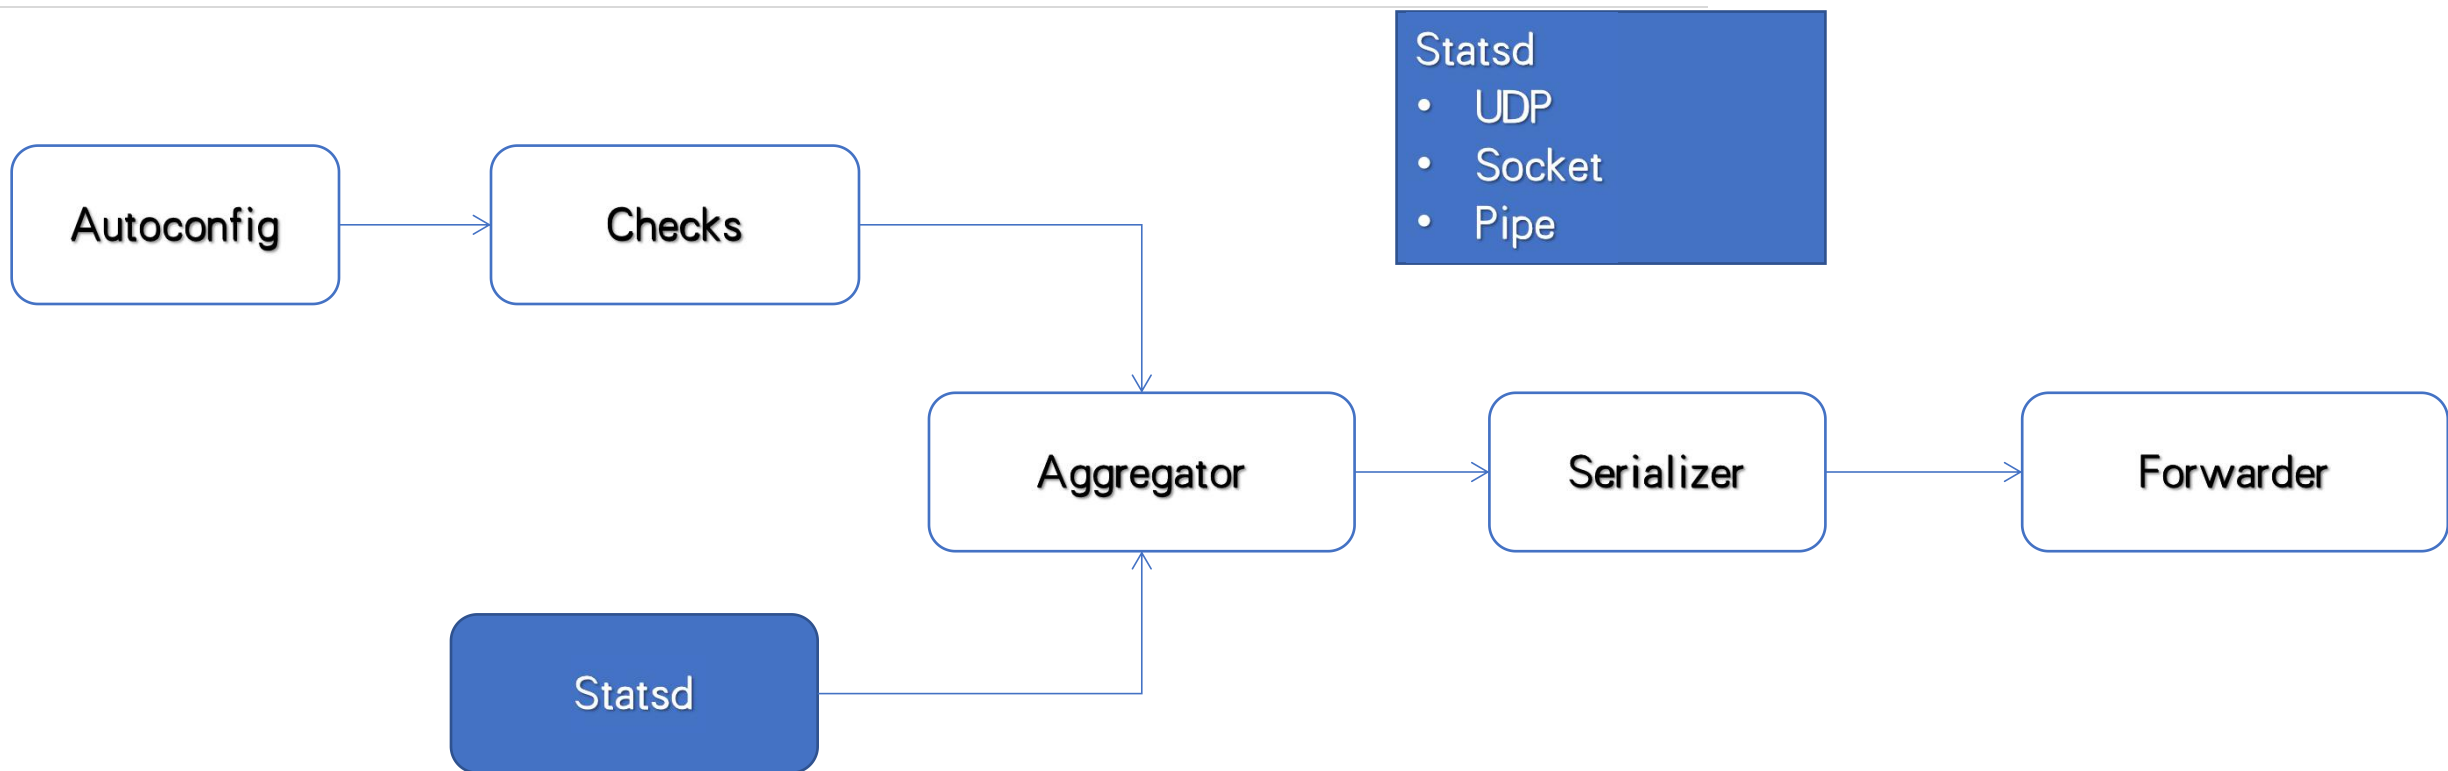 Statsd
• UDP
• Socket
• Pipe
Autoconfig
Checks
Aggregator
Serializer
Forwarder
Statsd